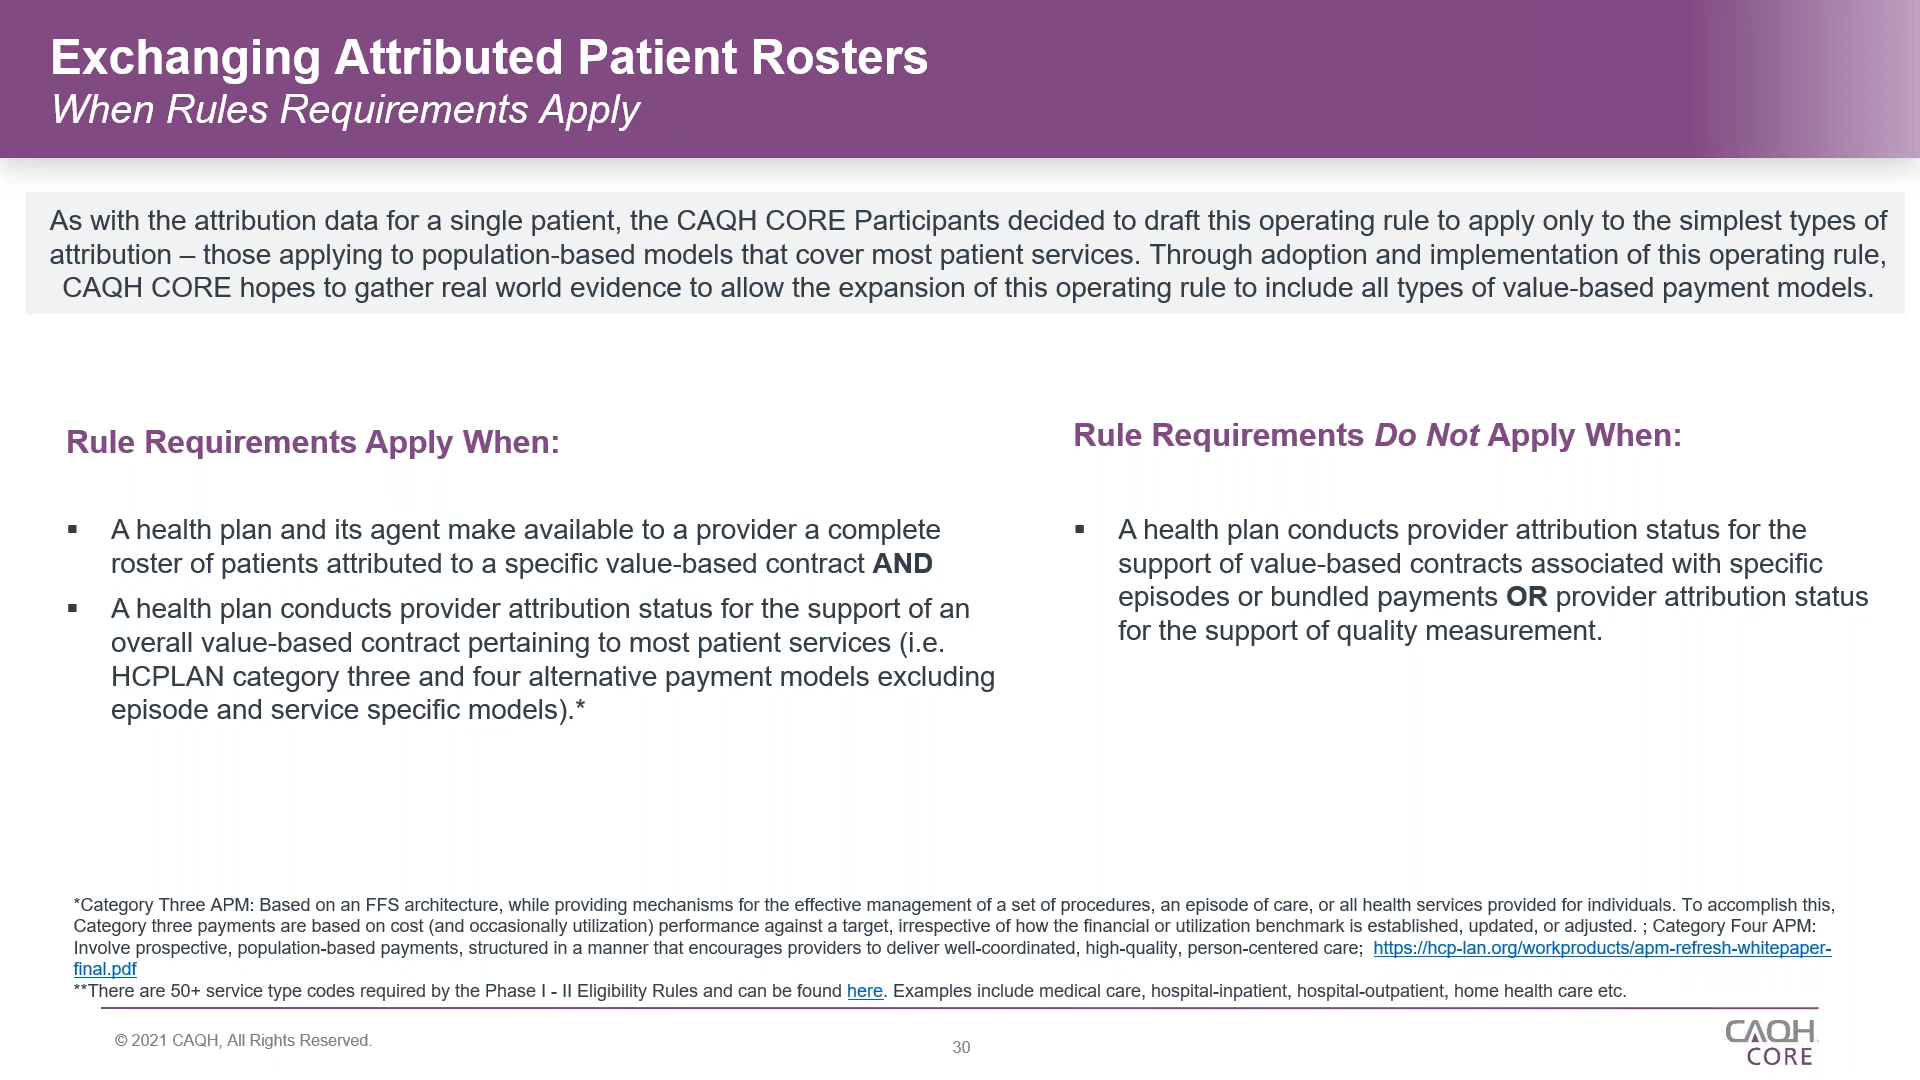 Exchanging Attributed Patient Rosters
When Rules Requirements Apply
As with the attribution data for a single patient, the CAQH CORE Participants decided to draft this operating rule to apply only to the simplest types of
attribution – those applying to population-based models that cover most patient services. Through adoption and implementation of this operating rule,
CAQH CORE hopes to gather real world evidence to allow the expansion of this operating rule to include all types of value-based payment models.
Rule Requirements Apply When:
▪ A health plan and its agent make available to a provider a complete
roster of patients attributed to a specific value-based contract AND
▪ A health plan conducts provider attribution status for the support of an
overall value-based contract pertaining to most patient services (i.e.
HCPLAN category three and four alternative payment models excluding
episode and service specific models).*
Rule Requirements Do Not Apply When:
▪ A health plan conducts provider attribution status for the
support of value-based contracts associated with specific
episodes or bundled payments OR provider attribution status
for the support of quality measurement.
*Category Three APM: Based on an FFS architecture, while providing mechanisms for the effective management of a set of procedures, an episode of care, or all health services provided for individuals. To accomplish this,
Category three payments are based on cost (and occasionally utilization) performance against a target, irrespective of how the financial or utilization benchmark is established, updated, or adjusted. ; Category Four APM:
Involve prospective, population-based payments, structured in a manner that encourages providers to deliver well-coordinated, high-quality, person-centered care; https://hcp-lan.org/workproducts/apm-refresh-whitepaper-
final.pdf
**There are 50+ service type codes required by the Phase I - II Eligibility Rules and can be found here. Examples include medical care, hospital-inpatient, hospital-outpatient, home health care etc.
© 2021 CAQH, All Rights Reserved.
30
CAQH
CORE